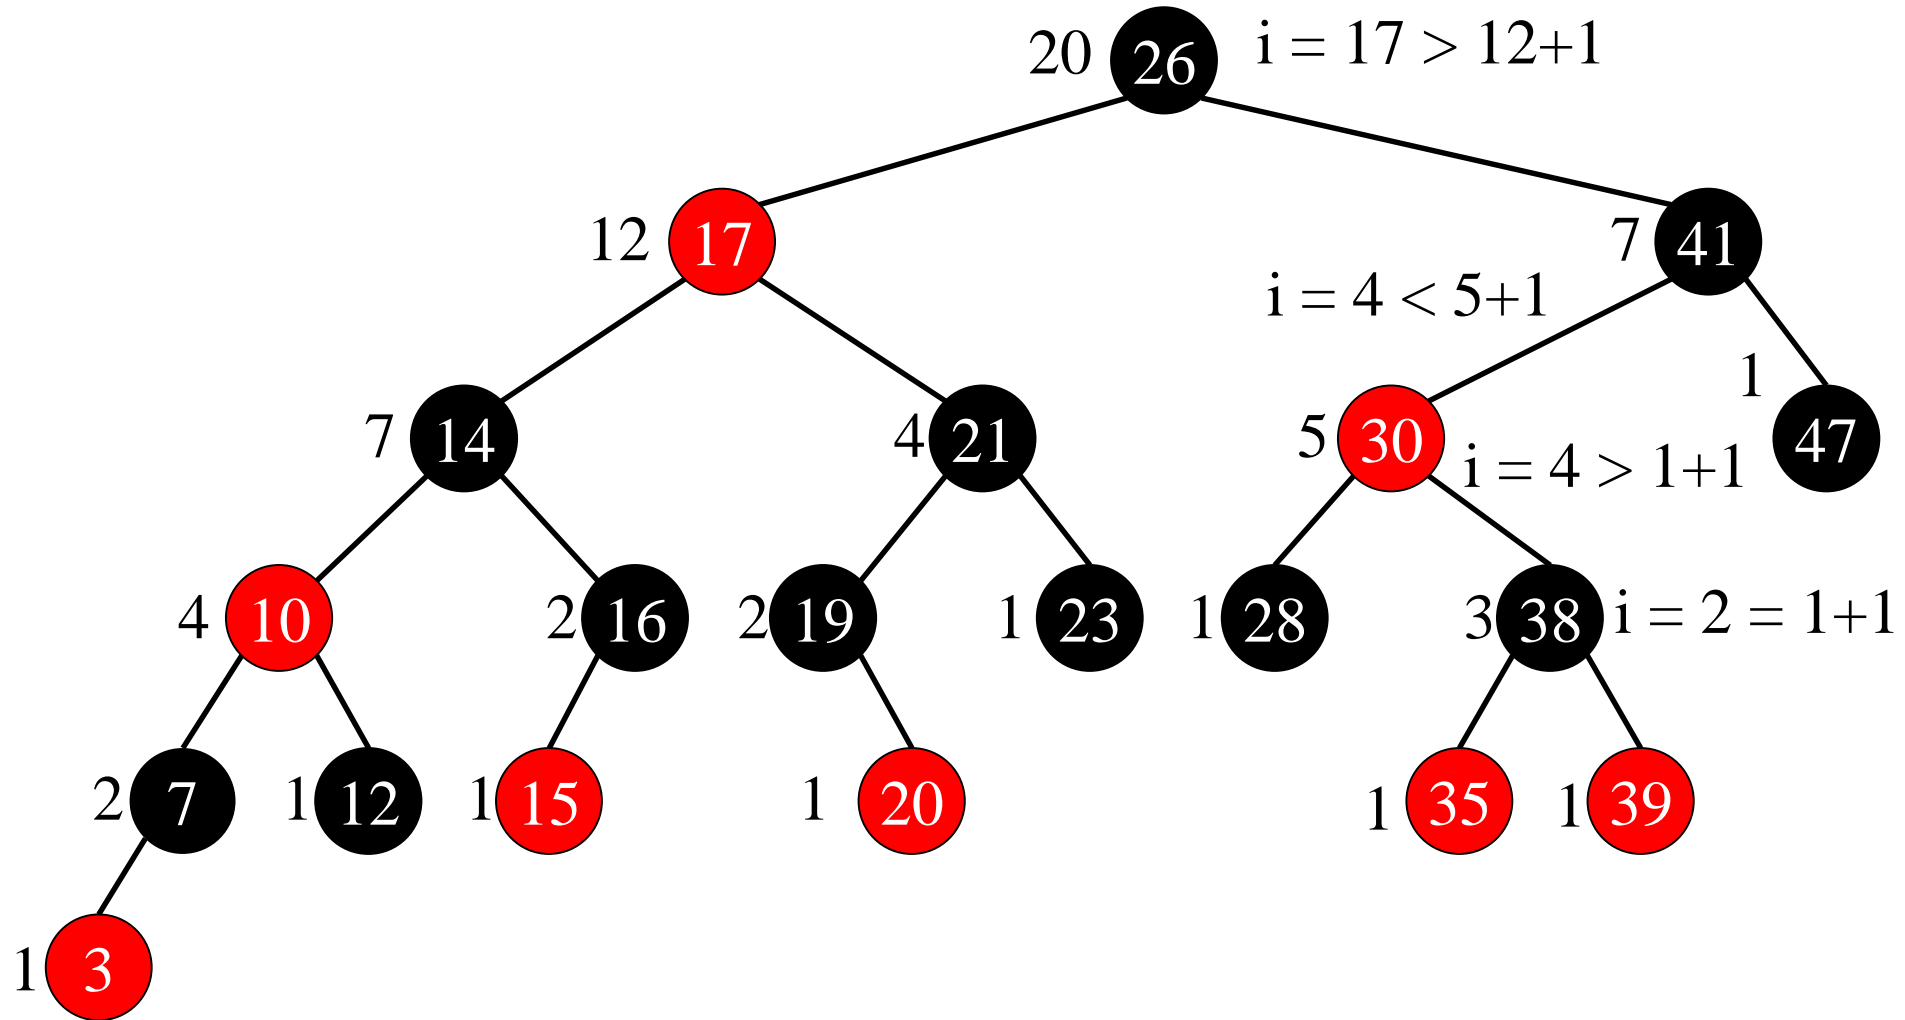 20 26 i = 17 > 12+1
12 17 7 41
i = 4 < 5+1
1
7 14 4 21 5 30 i = 4 > 1+1 47
4 10 2 16 2 19 1 23 1 28 3 38 i = 2 = 1+1
2 7 1 12 1 15 1 20 1 35 1 39
1 3